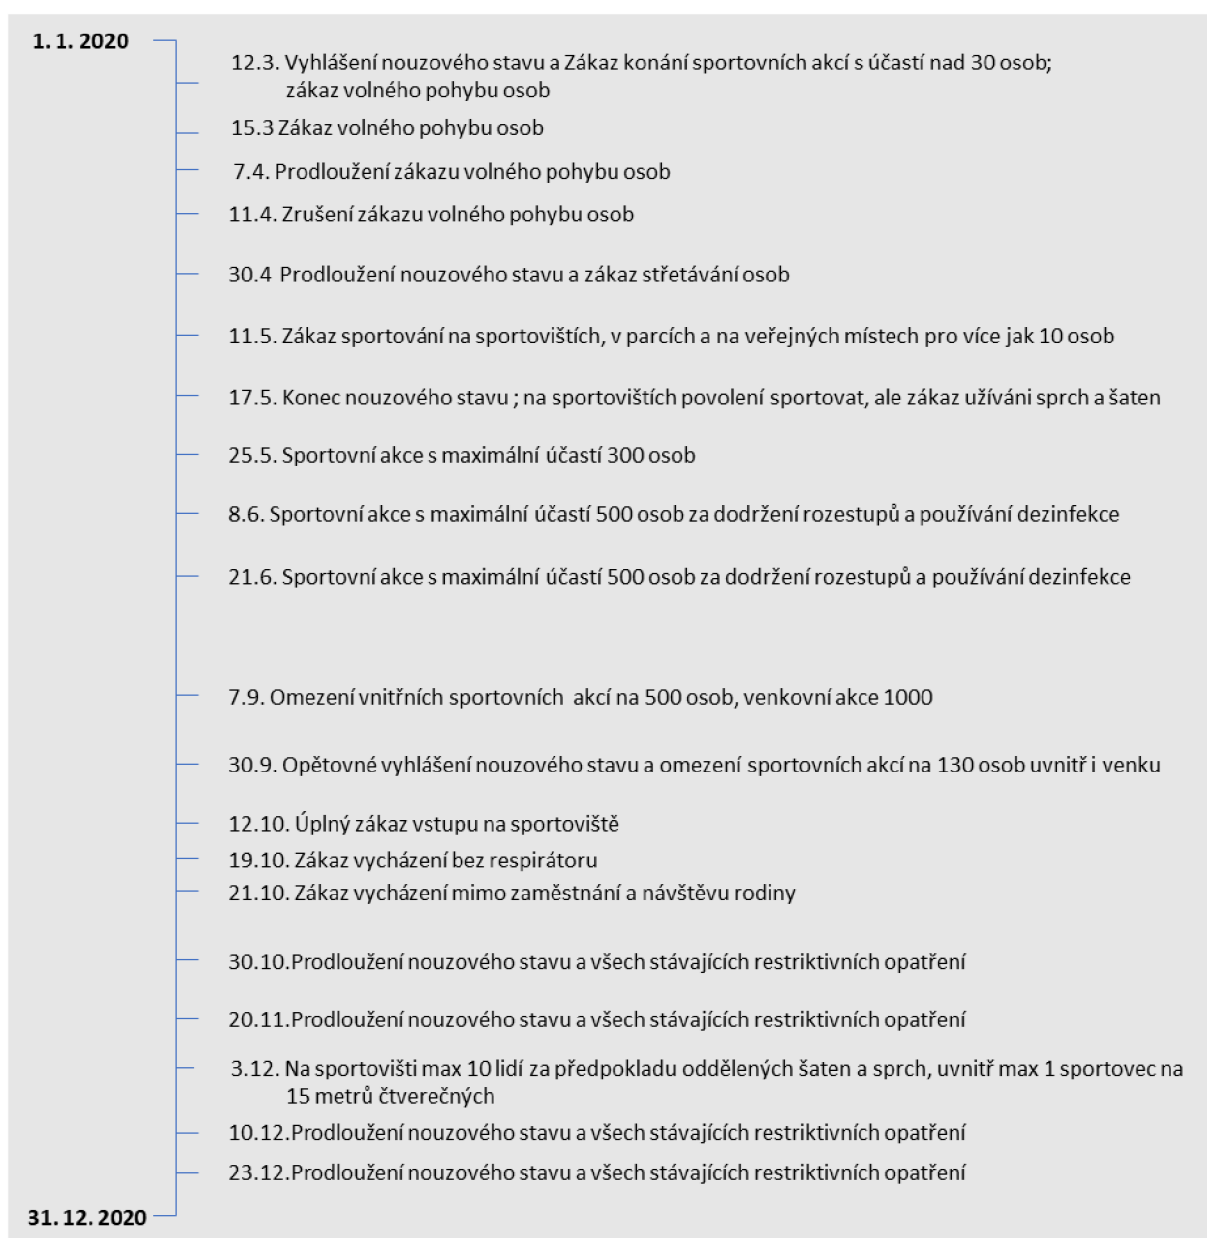 1. 1. 2020
12.3. Vyhlášení nouzového stavu a Zákaz konání sportovních akcí s účastí nad 30 osob;
zákaz volného pohybu osob
15.3 Zákaz volného pohybu osob
7.4. Prodloužení zákazu volného pohybu osob
11.4. Zrušení zákazu volného pohybu osob
30.4 Prodloužení nouzového stavu a zákaz střetávání osob
11.5. Zákaz sportování na sportovištích, v parcích a na veřejných místech pro více jak 10 osob
17.5. Konec nouzového stavu ; na sportovištích povolení sportovat, ale zákaz užíváni sprch a šaten
25.5. Sportovní akce s maximální účastí 300 osob
8.6. Sportovní akce s maximální účastí 500 osob za dodržení rozestupů a používání dezinfekce
21.6. Sportovní akce s maximální účastí 500 osob za dodržení rozestupů a používání dezinfekce
7.9. Omezení vnitřních sportovních akcí na 500 osob, venkovní akce 1000
30.9. Opětovné vyhlášení nouzového stavu a omezení sportovních akcí na 130 osob uvnitř i venku
12.10. Úplný zákaz vstupu na sportoviště
19.10. Zákaz vycházení bez respirátoru
21.10. Zákaz vycházení mimo zaměstnání a návštěvu rodiny
30.10.Prodloužení nouzového stavu a všech stávajících restriktivních opatření
20.11.Prodloužení nouzového stavu a všech stávajících restriktivních opatření
3.12. Na sportovišti max 10 lidí za předpokladu oddělených šaten a sprch, uvnitř max 1 sportovec na
15 metrů čtverečných
10.12.Prodloužení nouzového stavu a všech stávajících restriktivních opatření
23.12.Prodloužení nouzového stavu a všech stávajících restriktivních opatření
31. 12. 2020